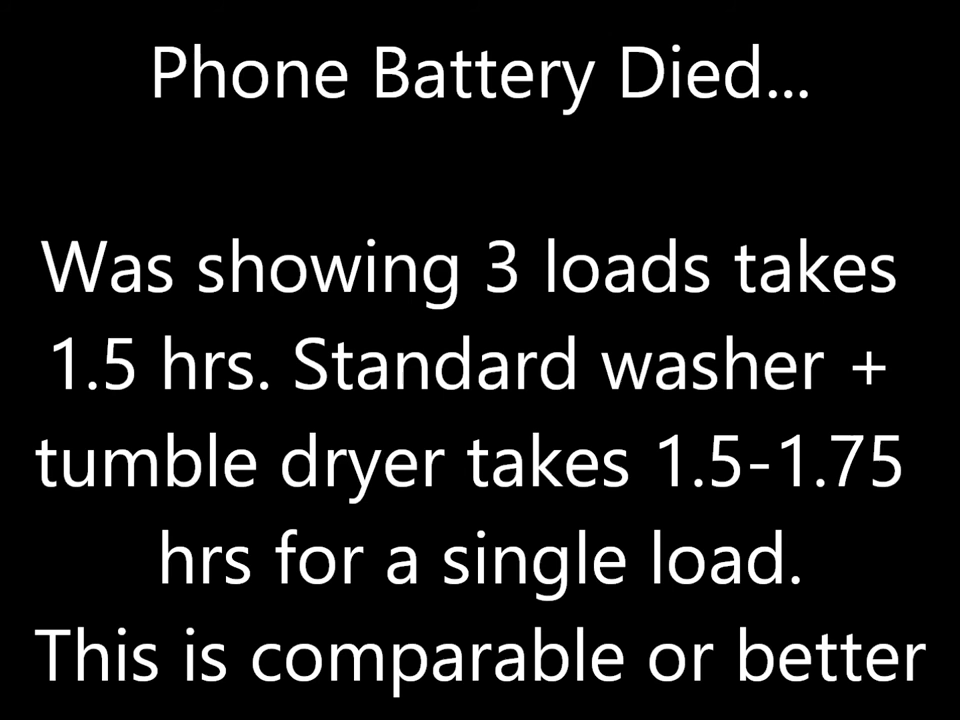 Phone Battery Died...
Was showing 3 loads takes
1.5 hrs. Standard washer +
tumble dryer takes 1.5-1.75
hrs for a single load.
This is comparable or better